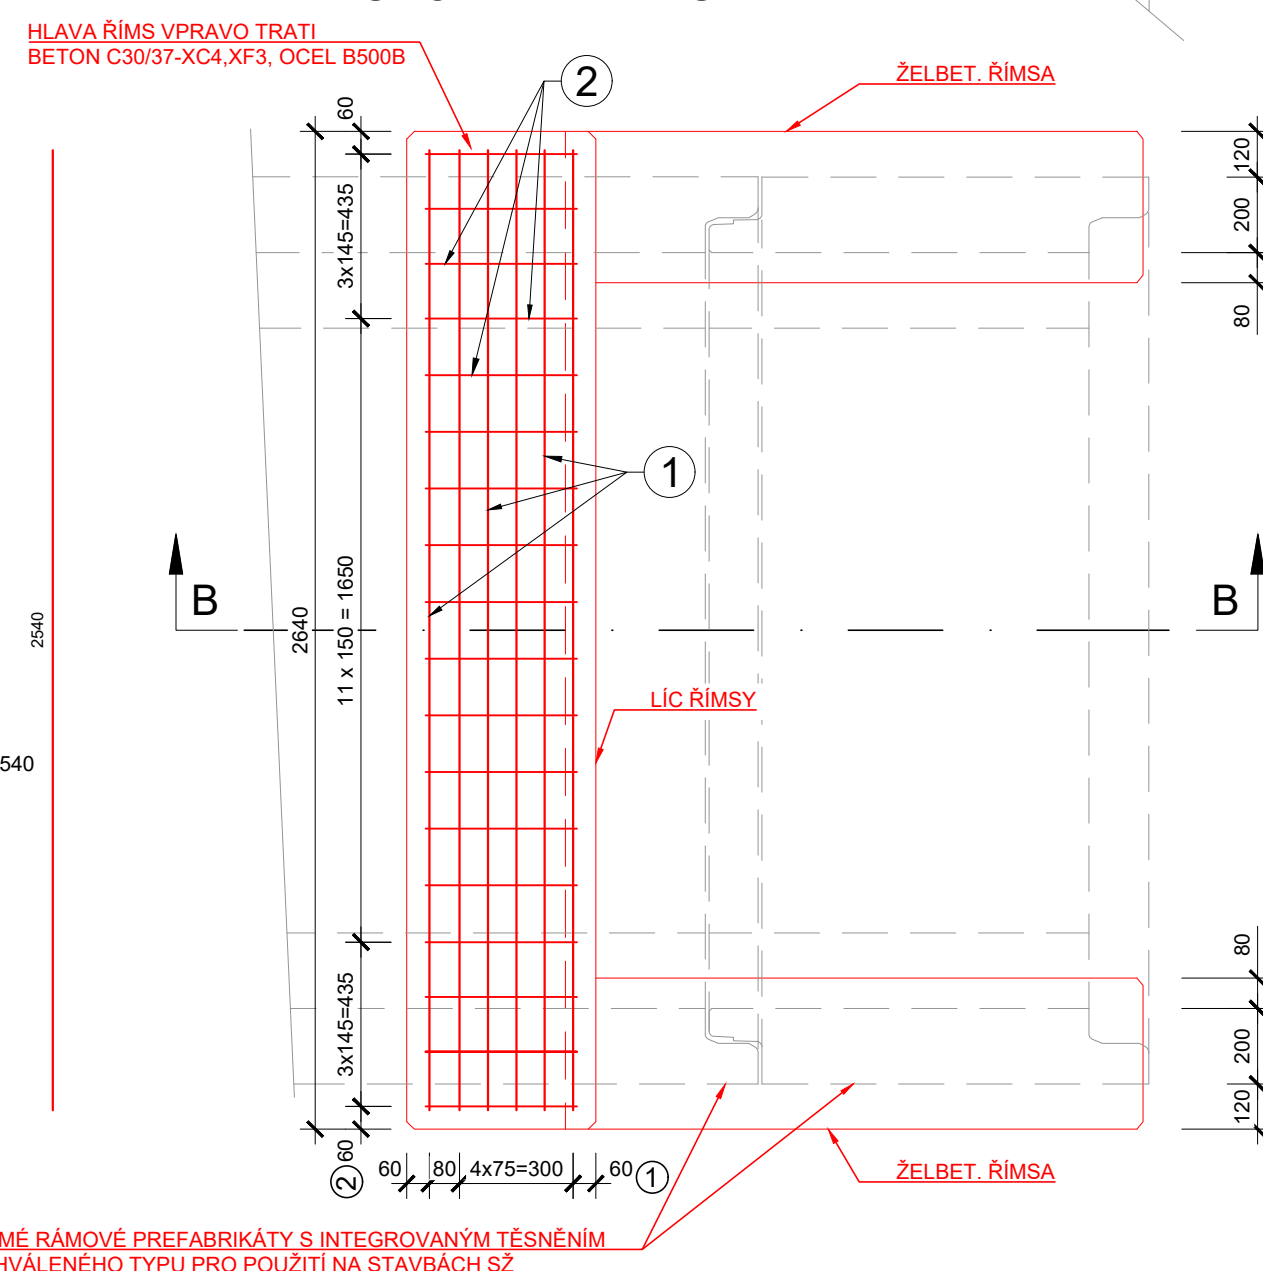 HLAVA ŘÍMS VPRAVO TRATI
BETON C30/37-XC4,XF3, OCEL B500B
2
ŽELBET. ŘÍMSA
60
120
3x145=435
200
80
1
B
B
2540
2640
11 x 150 = 1650
LÍC ŘÍMSY
540
80
3x145=435
200
120
2
60
60
80
4x75=300
60
1
ŽELBET. ŘÍMSA
MÉ RÁMOVÉ PREFABRIKÁTY S INTEGROVANÝM TĚSNĚNÍM
HVÁLENÉHO TYPU PRO POUŽITÍ NA STAVBÁCH SŽ